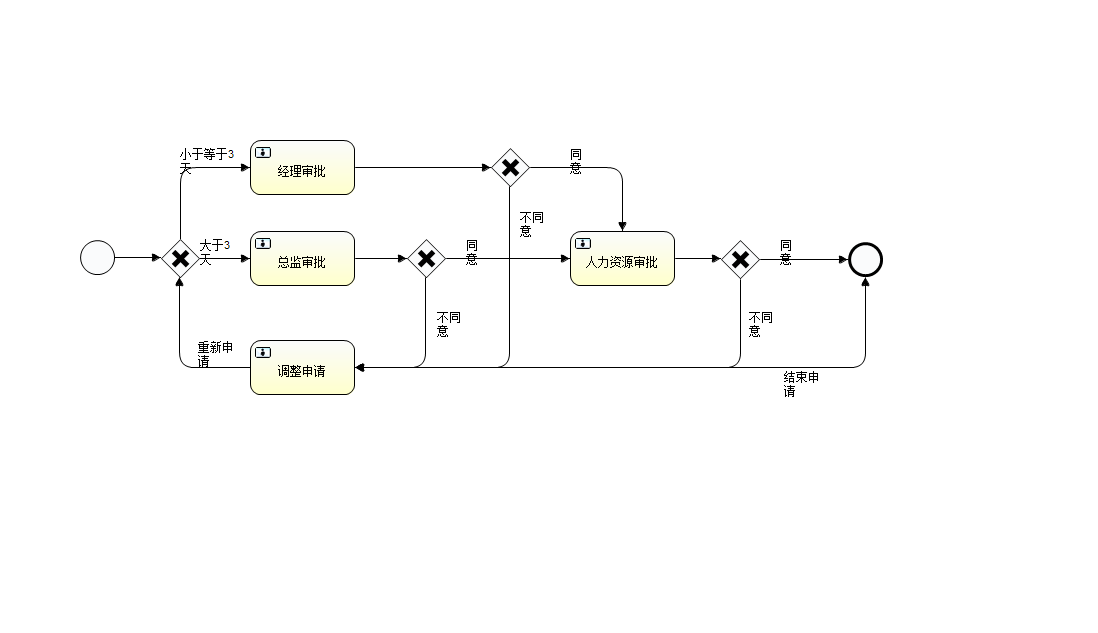 小于等于3
天
经理审批
同
意
不同
意
大于3
天
总监审批
同
意
人力资源审批
同
意
不同
意
不同
意
重新申
请
调整申请
结束申
请